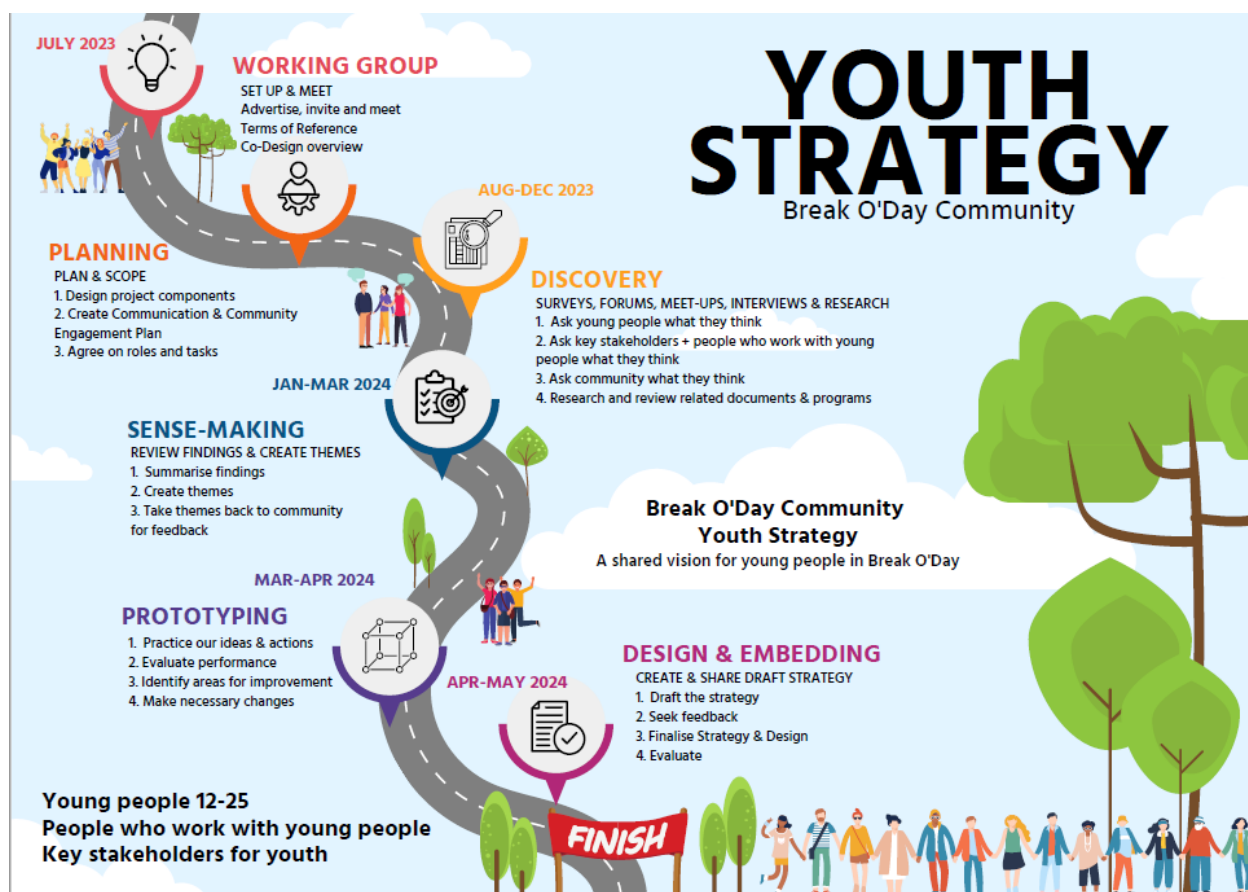 YOUTH
STRATEGY
Break O'Day Community
JULY 2023
WORKING GROUP
SET UP & MEET
Advertise, invite and meet
Terms of Reference
Co-Design overview
PLANNING
PLAN & SCOPE
1. Design project components
2. Create Communication & Community
Engagement Plan
3. Agree on roles and tasks
AUG-DEC 2023
DISCOVERY
SURVEYS, FORUMS, MEET-UPS, INTERVIEWS & RESEARCH
1. Ask young people what they think
2. Ask key stakeholders + people who work with young
people what they think
3. Ask community what they think
4. Research and review related documents & programs
JAN-MAR 2024
SENSE-MAKING
REVIEW FINDINGS & CREATE THEMES
1. Summarise findings
2. Create themes
3. Take themes back to community
for feedback
Break O'Day Community
Youth Strategy
A shared vision for young people in Break O'Day
MAR-APR 2024
PROTOTYPING
1. Practice our ideas & actions
2. Evaluate performance
3. Identify areas for improvement
4. Make necessary changes
APR-MAY 2024
DESIGN & EMBEDDING
CREATE & SHARE DRAFT STRATEGY
1. Draft the strategy
2. Seek feedback
3. Finalise Strategy & Design
4. Evaluate
Young people 12-25
People who work with young people
Key stakeholders for youth
FINISH